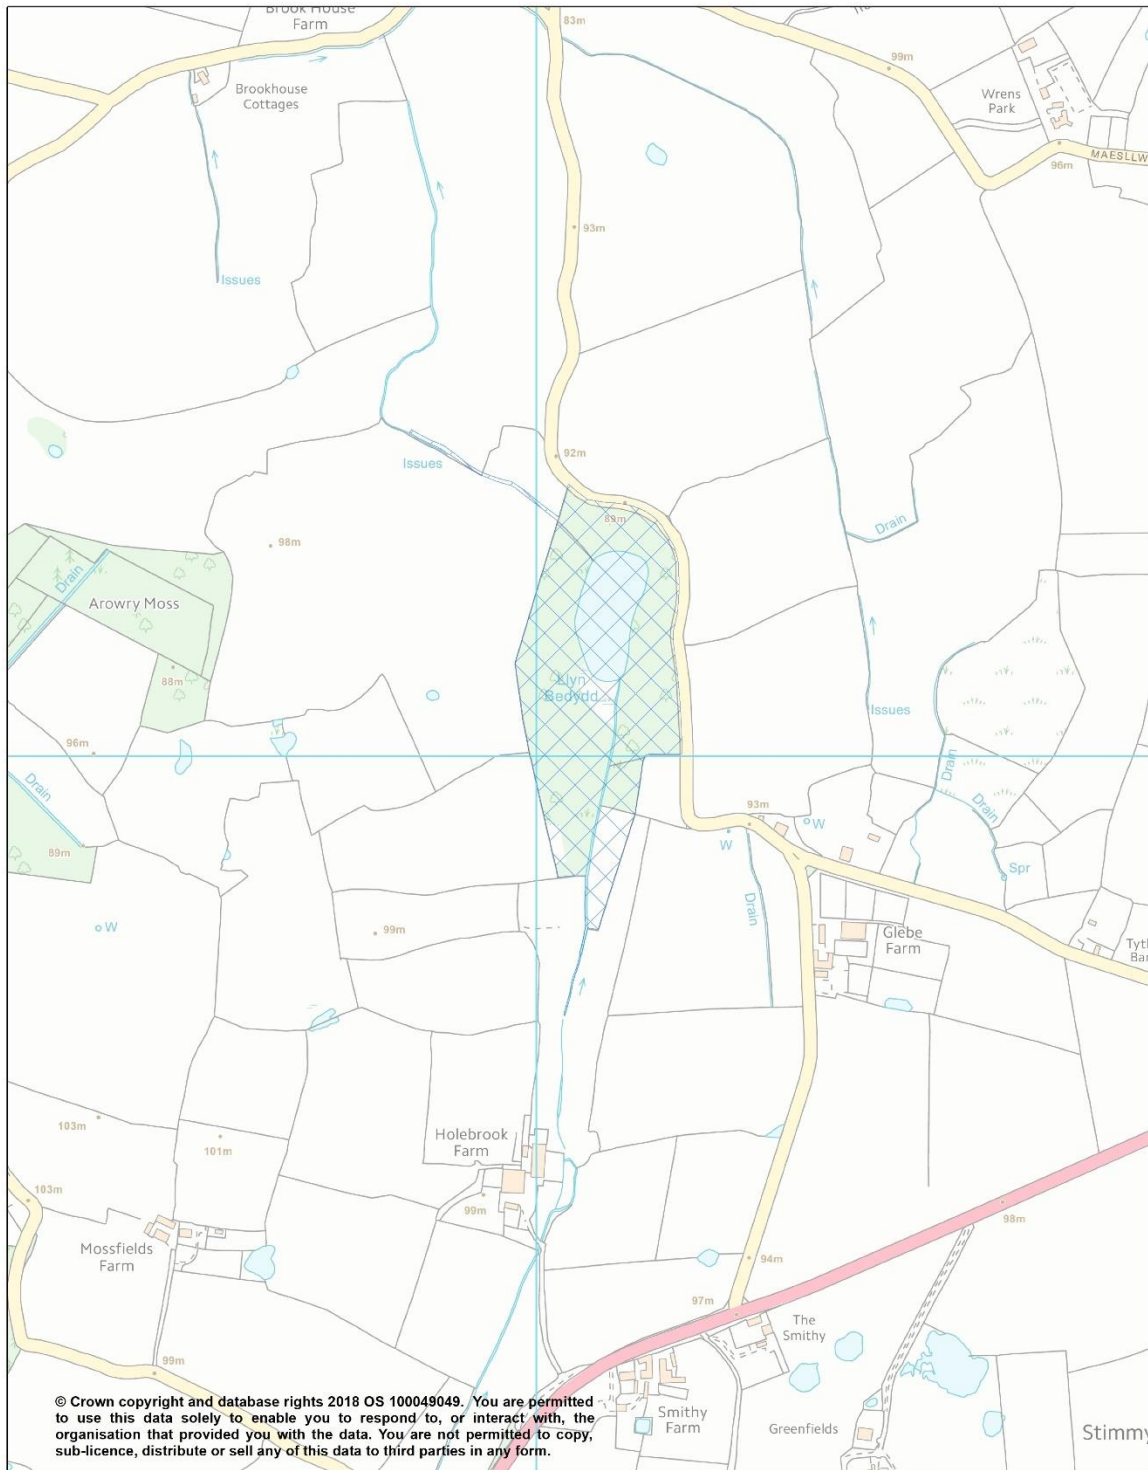 Brook House
Farm
83m
99m
Wrens
Park
Brookhouse
Cottages
MAESLLW
96m
93m
Issues
92m
Issues
89m
98m
Drain
Drain
Arowry Moss
88m
Llyn
Bedydd
Issues
96m
Drain
Drain
Drain
93m
W
W
89m
Spr
W
99m
Drain
Glebe
Farm
Tyt
Bar
103m
101m
Holebrook
Farm
103m
99m
98m
Mossfields
Farm
94m
97m
The
Smithy
99m
© Crown copyright and database rights 2018 OS 100049049. You are permitted
to use this data solely to enable you to respond to, or interact with, the
organisation that provided you with the data. You are not permitted to copy,
sub-licence, distribute or sell any of this data to third parties in any form.
Smithy
Farm
Greenfields
Stimmy